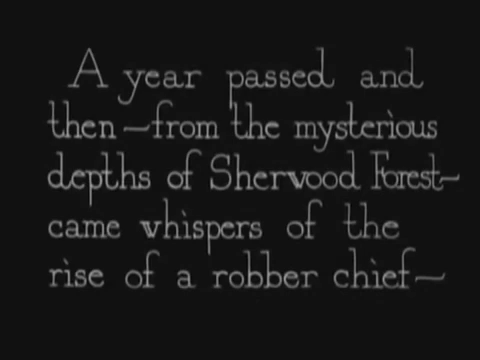 A year passed and
then—from the mysterious
depths of Sherwood Forest—
came whispers of the
rise of a robber chief—